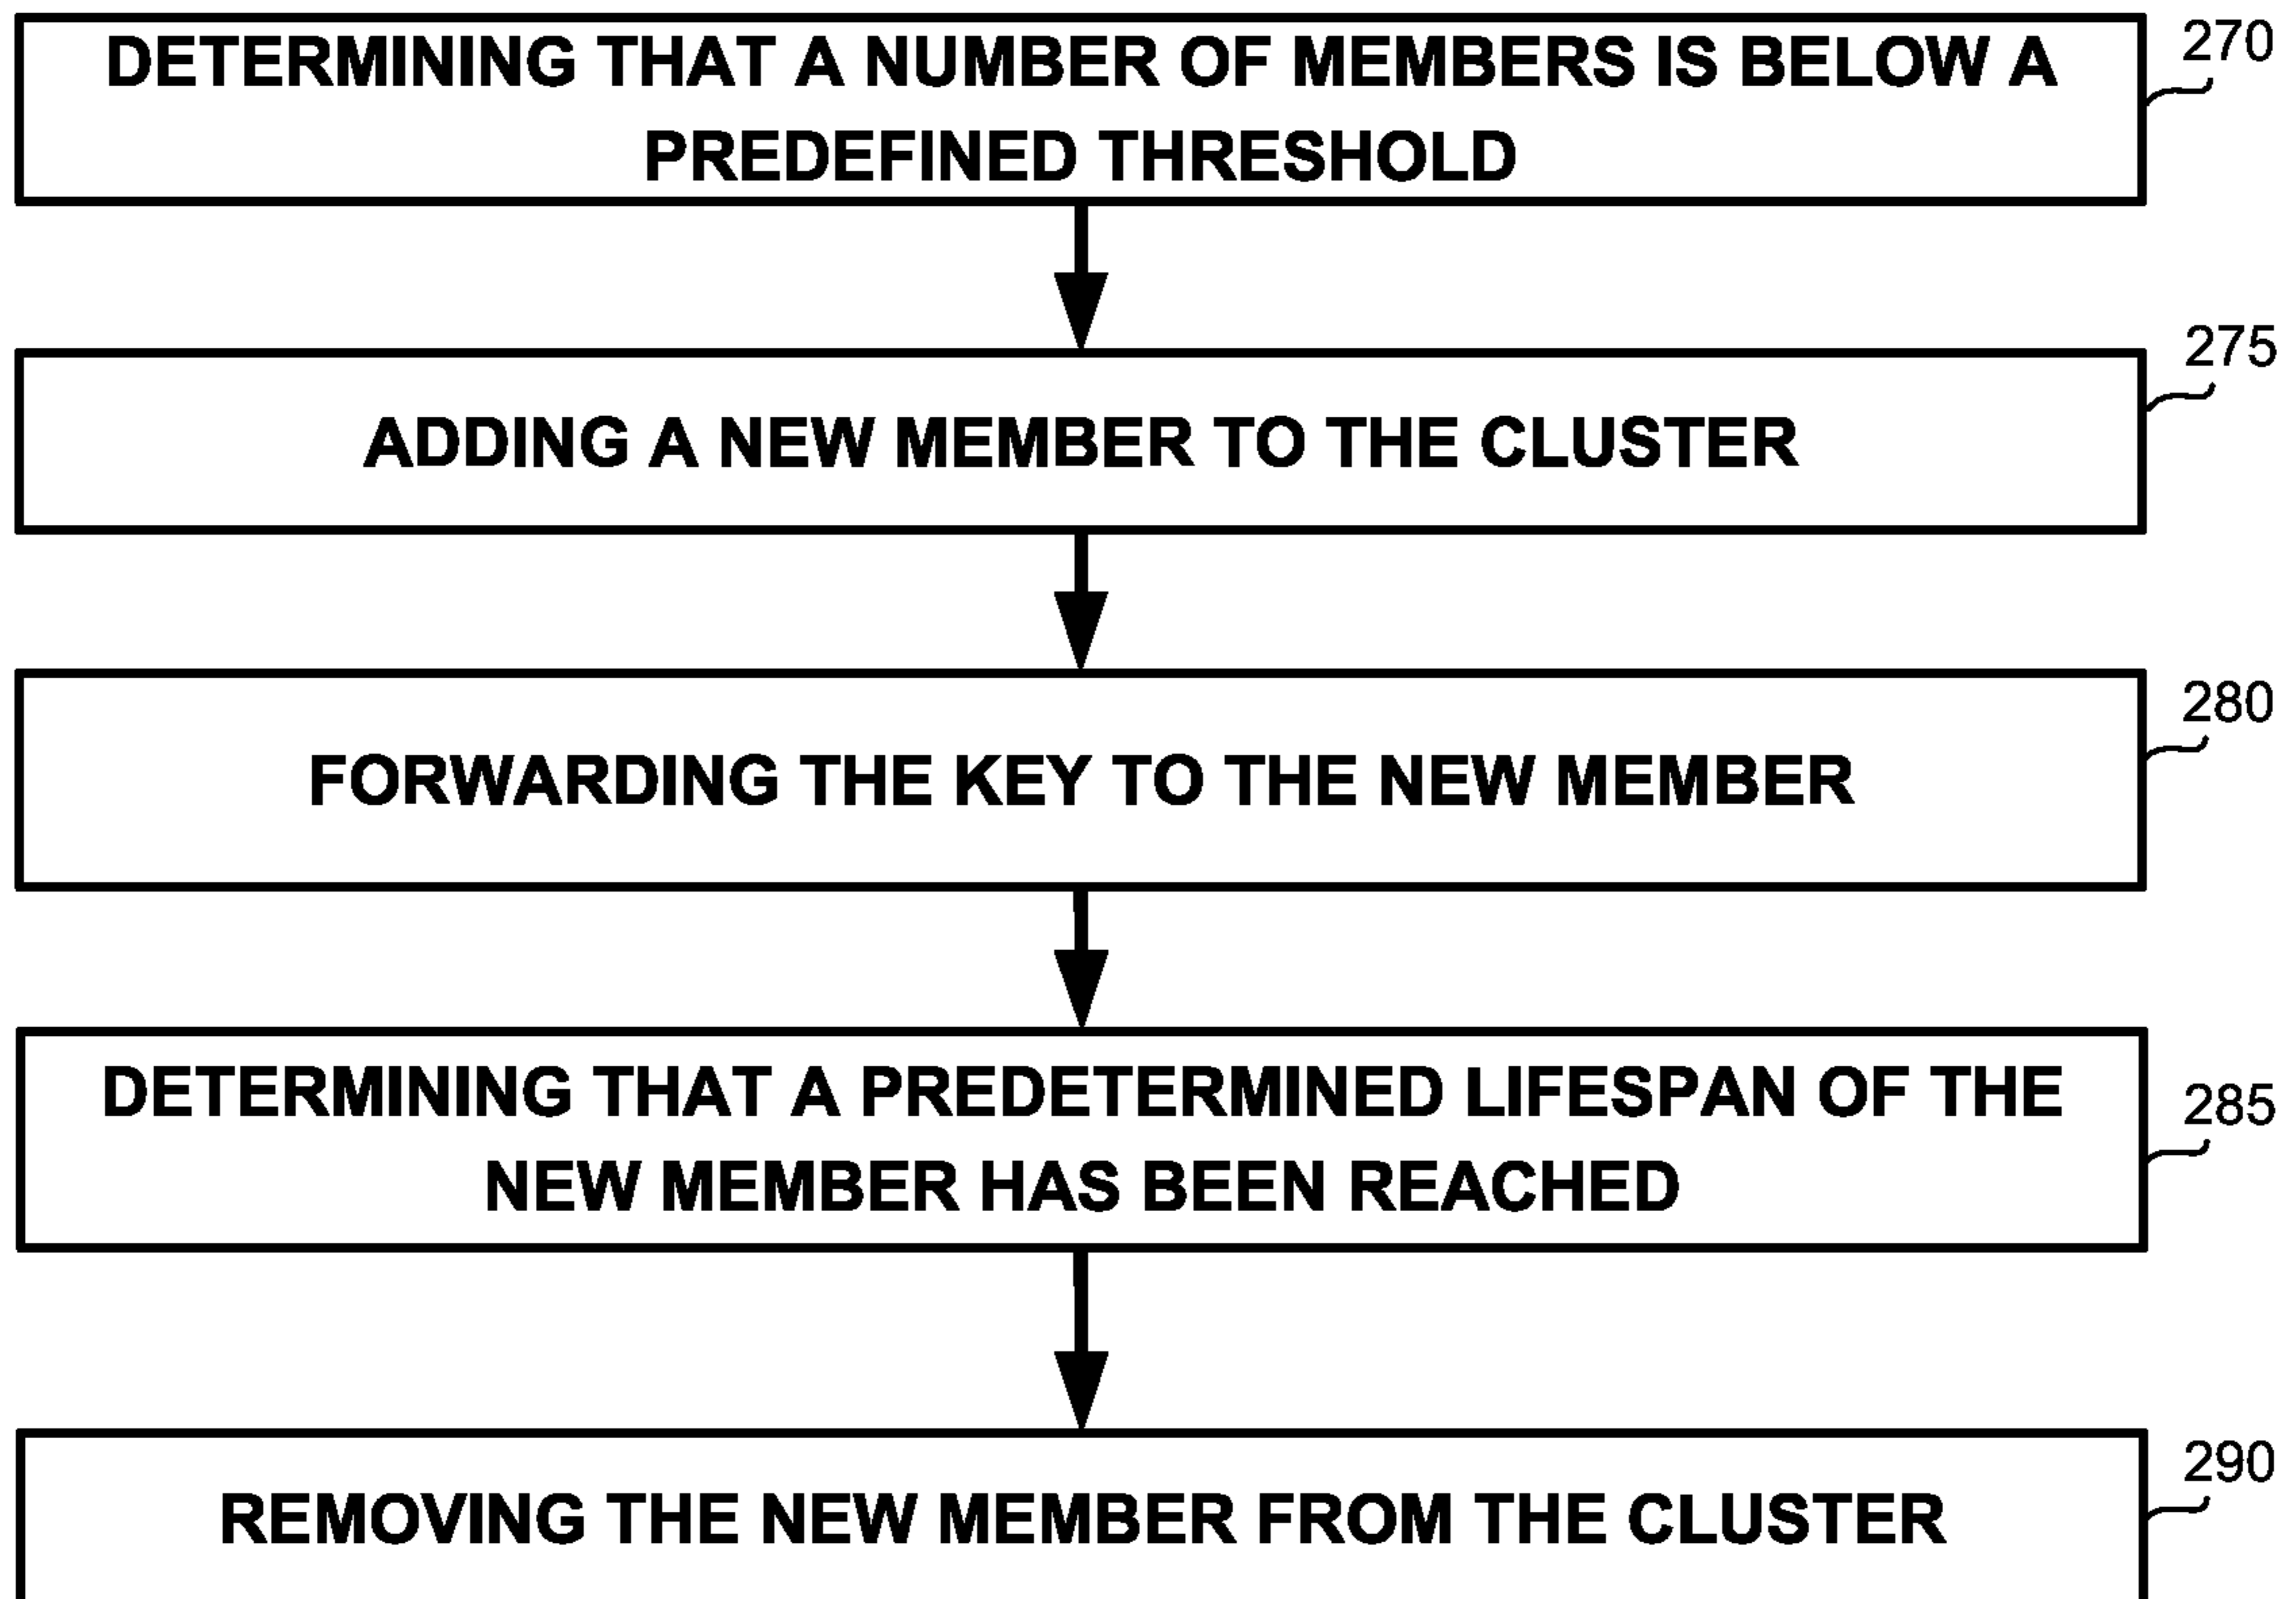 270
DETERMINING THAT A NUMBER OF MEMBERS IS BELOW A
PREDEFINED THRESHOLD
275
ADDING A NEW MEMBER TO THE CLUSTER
280
FORWARDING THE KEY TO THE NEW MEMBER
285
DETERMINING THAT A PREDETERMINED LIFESPAN OF THE
NEW MEMBER HAS BEEN REACHED
290
REMOVING THE NEW MEMBER FROM THE CLUSTER